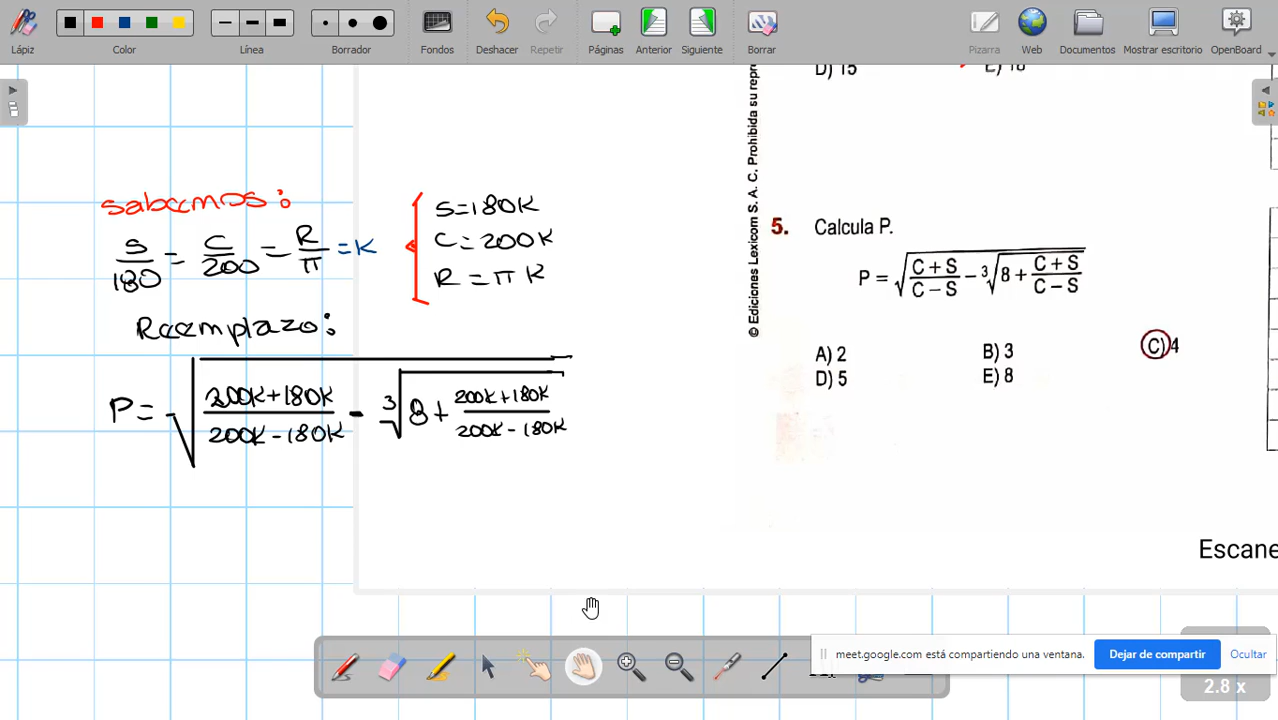 Lápiz Color Línea Borrador Fondos Deshacer Repetir Páginas Anterior Siguiente Borrar Pizarra Web Documentos Mostrar escritorio OpenBoard
D) 15 E) 18
sabemos:
S/180 = C/200 = R/π = K
S=180K
C=200K
R=πK
Reemplazo:
P = √((200K+180K)/(200K-180K) - ∛(8+(200K+180K)/(200K-180K)))
© Ediciones Lexicom S. A. C. Prohibida su repro
5. Calcula P.
P = √((C+S)/(C-S) - ∛(8+(C+S)/(C-S)))
A) 2 B) 3 C) 4
D) 5 E) 8
Escane
meet.google.com está compartiendo una ventana. Dejar de compartir Ocultar
2.8 x